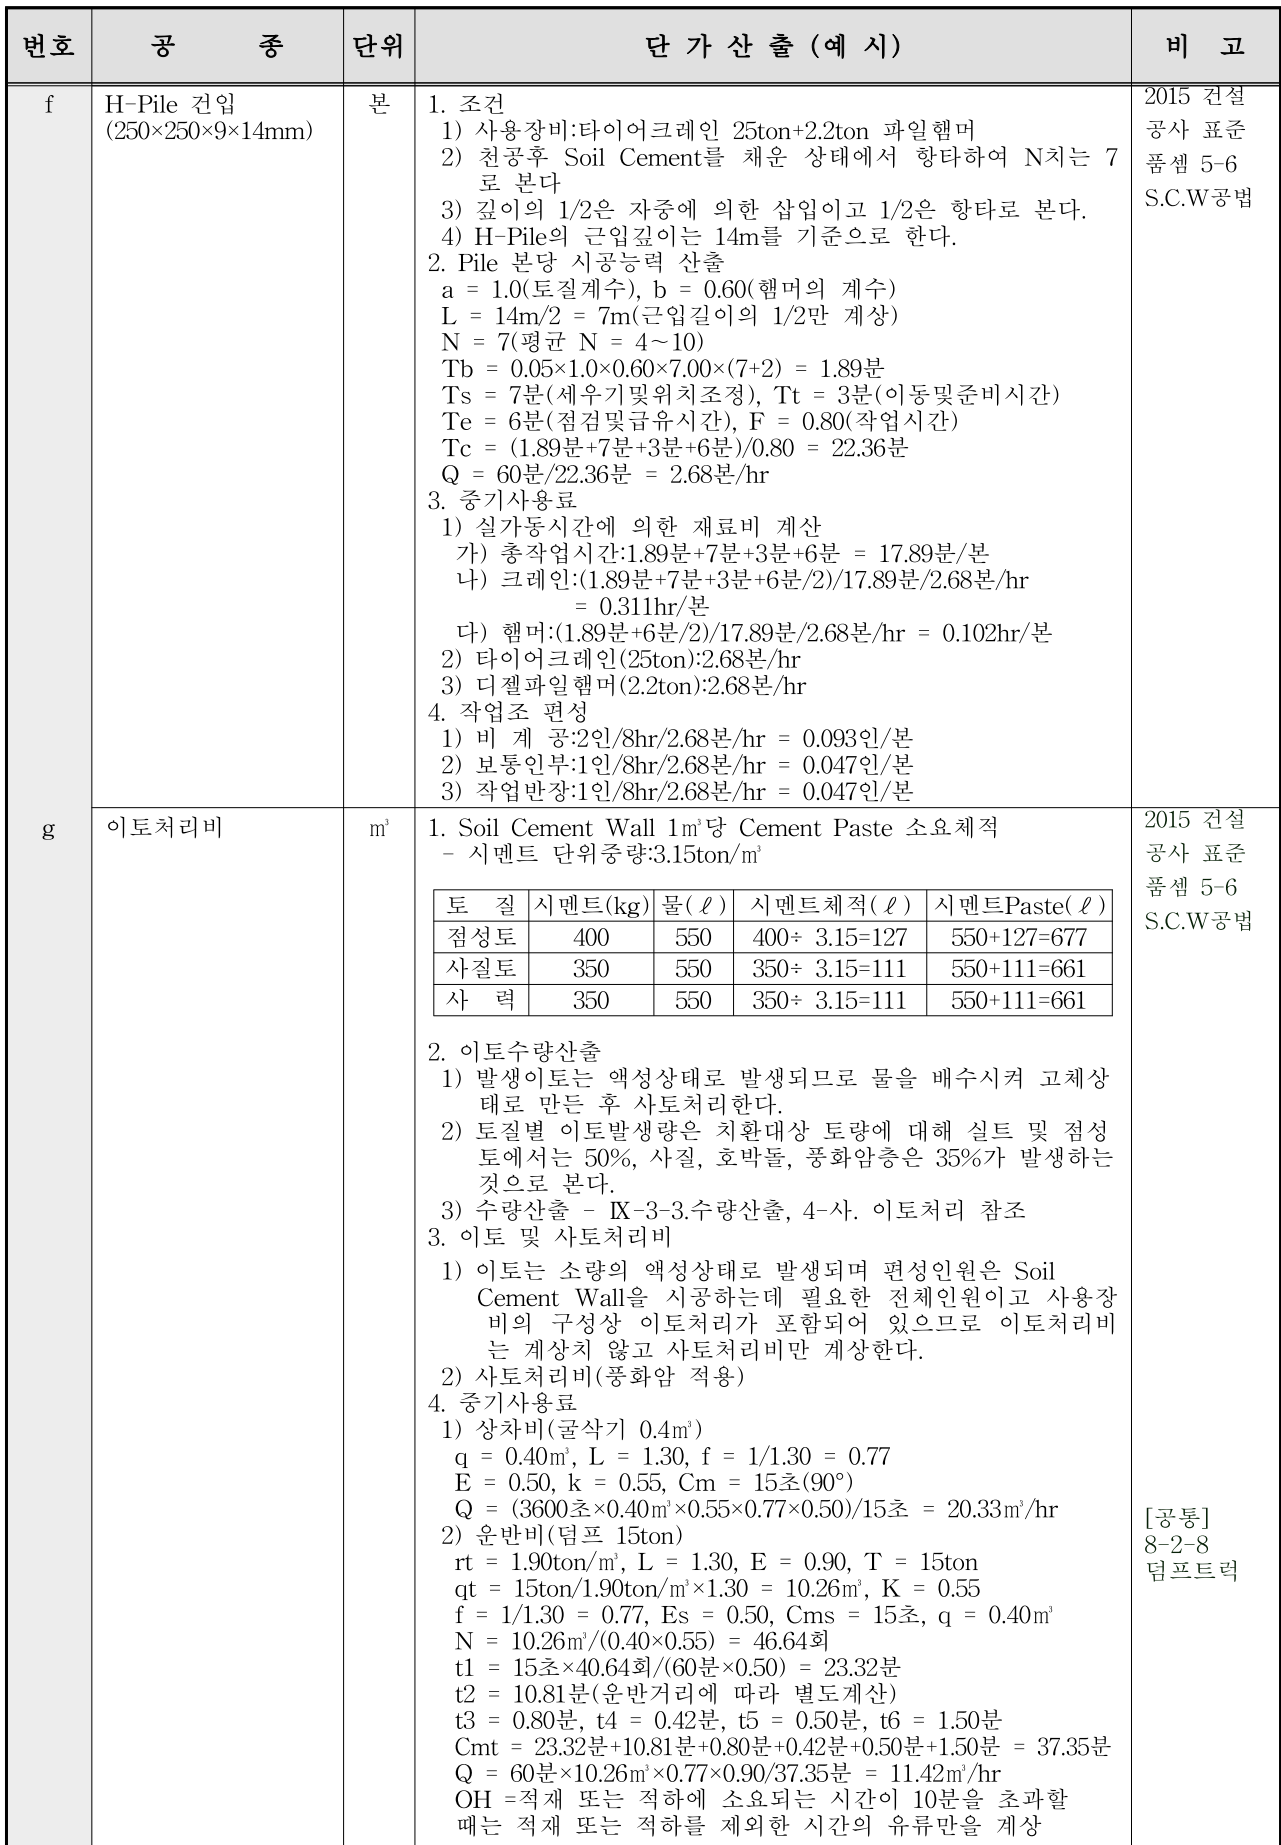 번호 공 종 단위 단 가 산 출 (예 시) 비 고
f H-Pile 건입 본
(250×250×9×14mm)
1. 조건
1) 사용장비:타이어크레인 25ton+2.2ton 파일햄머
2) 천공후 Soil Cement를 채운 상태에서 항타하여 N치는 7
로 본다
3) 깊이의 1/2은 자중에 의한 삽입이고 1/2은 항타로 본다.
4) H-Pile의 근입깊이는 14m를 기준으로 한다.
2. Pile 본당 시공능력 산출
a = 1.0(토질계수), b = 0.60(햄머의 계수)
L = 14m/2 = 7m(근입길이의 1/2만 계상)
N = 7(평균 N = 4~10)
Tb = 0.05×1.0×0.60×7.00×(7+2) = 1.89분
Ts = 7분(세우기및위치조정), Tt = 3분(이동및준비시간)
Te = 6분(점검및급유시간), F = 0.80(작업시간)
Tc = (1.89분+7분+3분+6분)/0.80 = 22.36분
Q = 60분/22.36분 = 2.68본/hr
3. 중기사용료
1) 실가동시간에 의한 재료비 계산
가) 총작업시간:1.89분+7분+3분+6분 = 17.89분/본
나) 크레인:(1.89분+7분+3분+6분/2)/17.89분/2.68본/hr
= 0.311hr/본
다) 햄머:(1.89분+6분/2)/17.89분/2.68본/hr = 0.102hr/본
2) 타이어크레인(25ton):2.68본/hr
3) 디젤파일햄머(2.2ton):2.68본/hr
4. 작업조 편성
1) 비 계 공:2인/8hr/2.68본/hr = 0.093인/본
2) 보통인부:1인/8hr/2.68본/hr = 0.047인/본
3) 작업반장:1인/8hr/2.68본/hr = 0.047인/본
2015 건설
공사 표준
품셈 5-6
S.C.W공법
g 이토처리비 ㎥
1. Soil Cement Wall 1㎥당 Cement Paste 소요체적
- 시멘트 단위중량:3.15ton/㎥
토 질 시멘트(kg) 물(ℓ) 시멘트체적(ℓ) 시멘트Paste(ℓ)
점성토 400 550 400÷ 3.15=127 550+127=677
사질토 350 550 350÷ 3.15=111 550+111=661
사 력 350 550 350÷ 3.15=111 550+111=661
2. 이토수량산출
1) 발생이토는 액성상태로 발생되므로 물을 배수시켜 고체상
태로 만든 후 사토처리한다.
2) 토질별 이토발생량은 치환대상 토량에 대해 실트 및 점성
토에서는 50%, 사질, 호박돌, 풍화암층은 35%가 발생하는
것으로 본다.
3) 수량산출 - Ⅸ-3-3.수량산출, 4-사. 이토처리 참조
3. 이토 및 사토처리비
1) 이토는 소량의 액성상태로 발생되며 편성인원은 Soil
Cement Wall을 시공하는데 필요한 전체인원이고 사용장
비의 구성상 이토처리가 포함되어 있으므로 이토처리비
는 계상치 않고 사토처리비만 계상한다.
2) 사토처리비(풍화암 적용)
4. 중기사용료
1) 상차비(굴삭기 0.4㎥)
q = 0.40㎥, L = 1.30, f = 1/1.30 = 0.77
E = 0.50, k = 0.55, Cm = 15초(90°)
Q = (3600초×0.40㎥×0.55×0.77×0.50)/15초 = 20.33㎥/hr
2) 운반비(덤프 15ton)
rt = 1.90ton/㎥, L = 1.30, E = 0.90, T = 15ton
qt = 15ton/1.90ton/㎥×1.30 = 10.26㎥, K = 0.55
f = 1/1.30 = 0.77, Es = 0.50, Cms = 15초, q = 0.40㎥
N = 10.26㎥/(0.40×0.55) = 46.64회
t1 = 15초×40.64회/(60분×0.50) = 23.32분
t2 = 10.81분(운반거리에 따라 별도계산)
t3 = 0.80분, t4 = 0.42분, t5 = 0.50분, t6 = 1.50분
Cmt = 23.32분+10.81분+0.80분+0.42분+0.50분+1.50분 = 37.35분
Q = 60분×10.26㎥×0.77×0.90/37.35분 = 11.42㎥/hr
OH =적재 또는 적하에 소요되는 시간이 10분을 초과할
때는 적재 또는 적하를 제외한 시간의 유류만을 계상
2015 건설
공사 표준
품셈 5-6
S.C.W공법
[공통]
8-2-8
덤프트럭